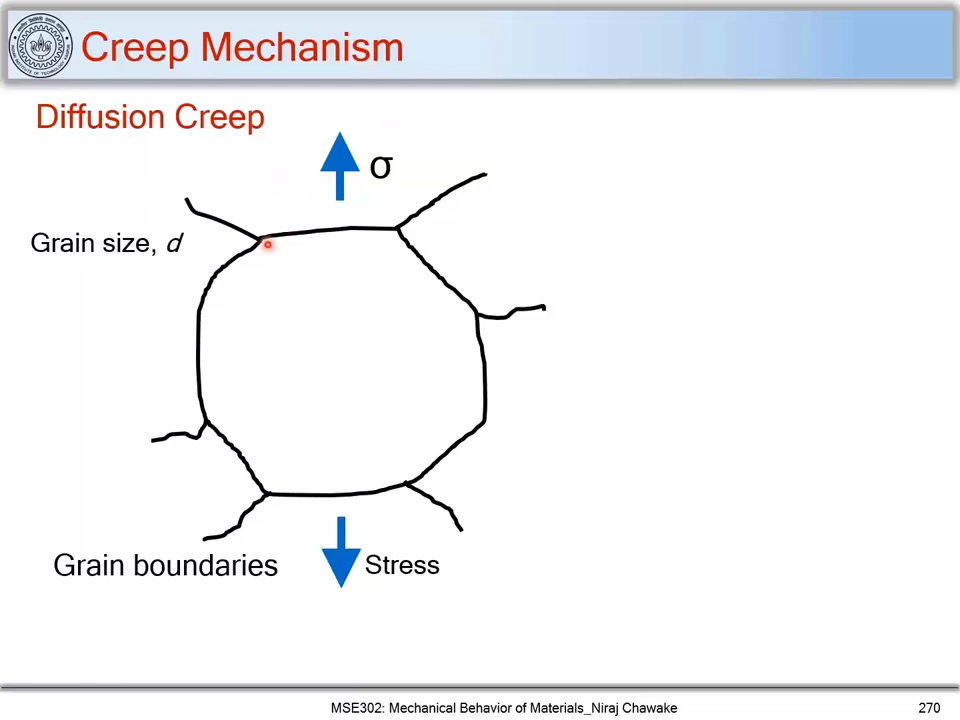 Creep Mechanism
Diffusion Creep
σ
Grain size, d
Grain boundaries
Stress
MSE302: Mechanical Behavior of Materials_Niraj Chawake
270